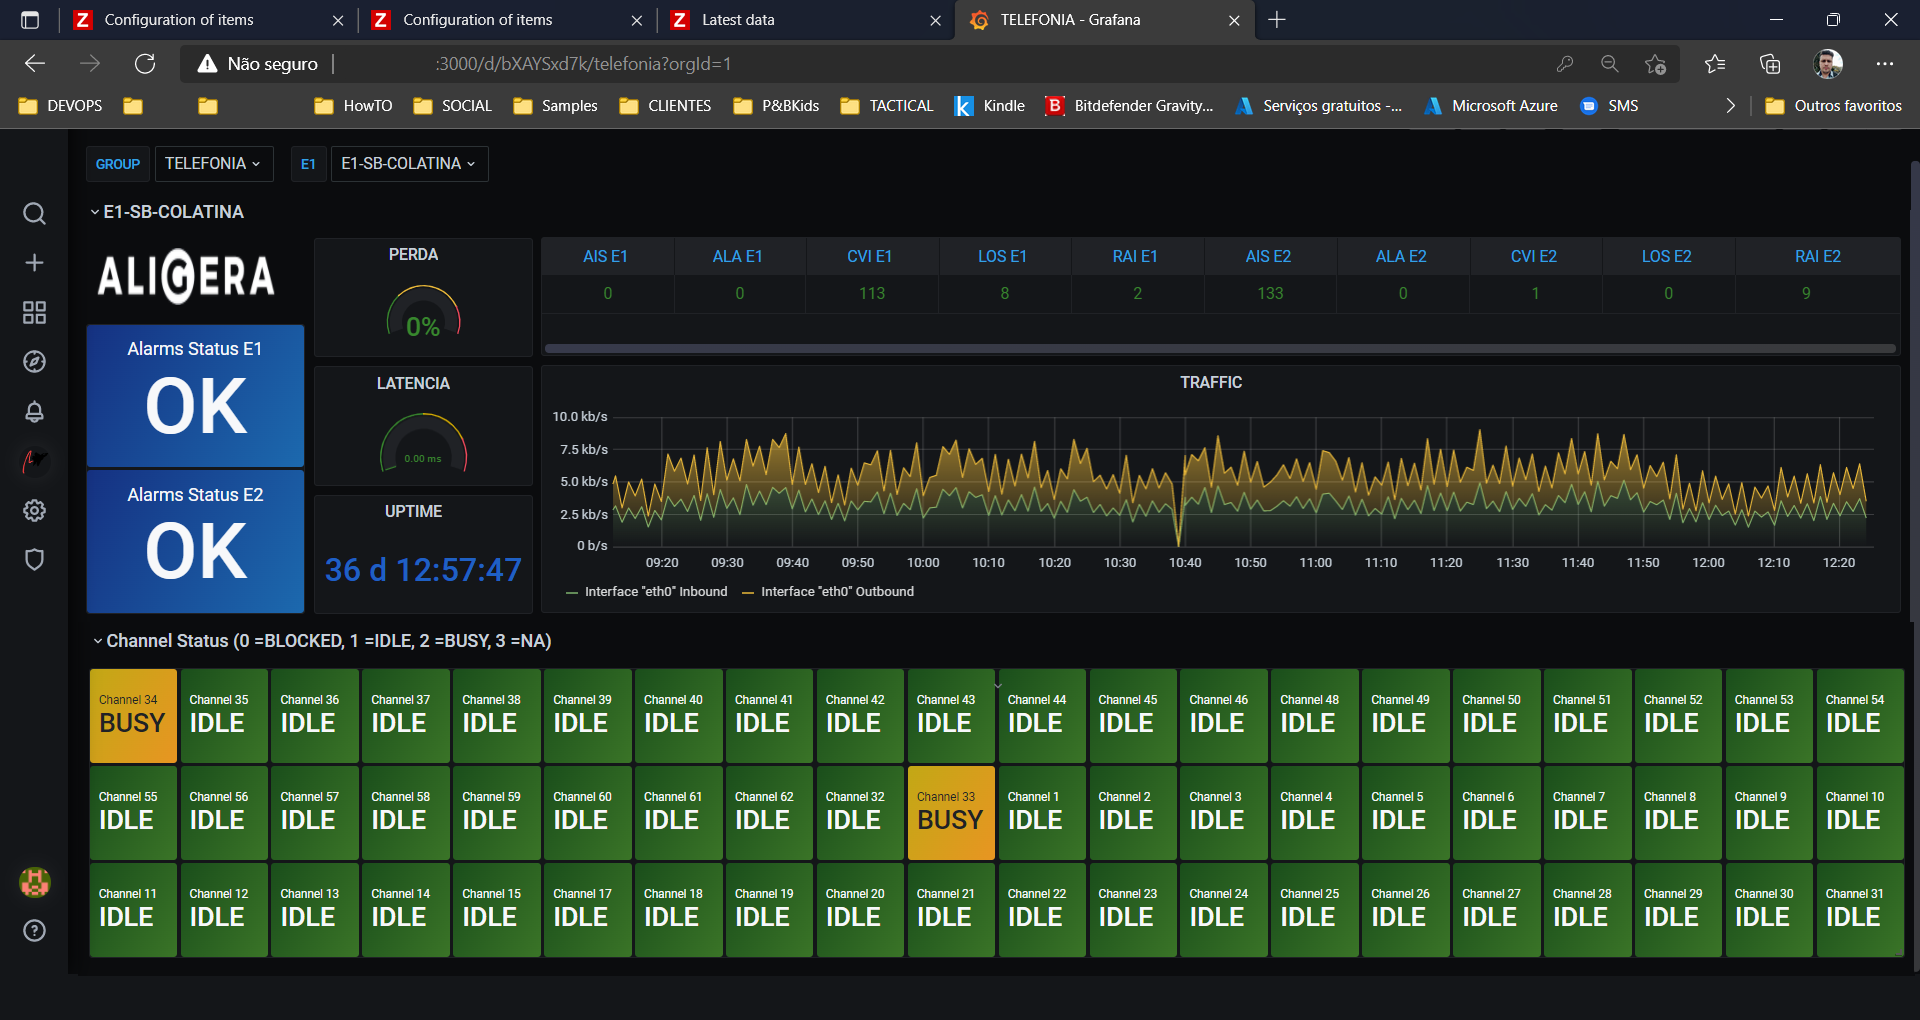 Configuration of items
Configuration of items
Latest data
TELEFONIA - Grafana
Não seguro
:3000/d/bXAYSxd7k/telefonia?orgId=1
DEVOPS
HowTO
SOCIAL
Samples
CLIENTES
P&BKids
TACTICAL
Kindle
Bitdefender Gravity...
Serviços gratuitos -...
Microsoft Azure
SMS
Outros favoritos
GROUP TELEFONIA E1 E1-SB-COLATINA
E1-SB-COLATINA
ALIGERA
Alarms Status E1
OK
Alarms Status E2
OK
PERDA
0%
LATENCIA
0.00 ms
UPTIME
36 d 12:57:47
AIS E1 ALA E1 CVI E1 LOS E1 RAI E1 AIS E2 ALA E2 CVI E2 LOS E2 RAI E2
0 0 113 8 2 133 0 1 0 9
TRAFFIC
10.0 kb/s
7.5 kb/s
5.0 kb/s
2.5 kb/s
0 b/s
09:20 09:30 09:40 09:50 10:00 10:10 10:20 10:30 10:40 10:50 11:00 11:10 11:20 11:30 11:40 11:50 12:00 12:10 12:20
Interface "eth0" Inbound Interface "eth0" Outbound
Channel Status (0 =BLOCKED, 1 =IDLE, 2 =BUSY, 3 =NA)
Channel 34 Channel 35 Channel 36 Channel 37 Channel 38 Channel 39 Channel 40 Channel 41 Channel 42 Channel 43 Channel 44 Channel 45 Channel 46 Channel 48 Channel 49 Channel 50 Channel 51 Channel 52 Channel 53 Channel 54
BUSY IDLE IDLE IDLE IDLE IDLE IDLE IDLE IDLE IDLE IDLE IDLE IDLE IDLE IDLE IDLE IDLE IDLE IDLE IDLE
Channel 55 Channel 56 Channel 57 Channel 58 Channel 59 Channel 60 Channel 61 Channel 62 Channel 32 Channel 33 Channel 1 Channel 2 Channel 3 Channel 4 Channel 5 Channel 6 Channel 7 Channel 8 Channel 9 Channel 10
IDLE IDLE IDLE IDLE IDLE IDLE IDLE IDLE IDLE BUSY IDLE IDLE IDLE IDLE IDLE IDLE IDLE IDLE IDLE IDLE
Channel 11 Channel 12 Channel 13 Channel 14 Channel 15 Channel 17 Channel 18 Channel 19 Channel 20 Channel 21 Channel 22 Channel 23 Channel 24 Channel 25 Channel 26 Channel 27 Channel 28 Channel 29 Channel 30 Channel 31
IDLE IDLE IDLE IDLE IDLE IDLE IDLE IDLE IDLE IDLE IDLE IDLE IDLE IDLE IDLE IDLE IDLE IDLE IDLE IDLE